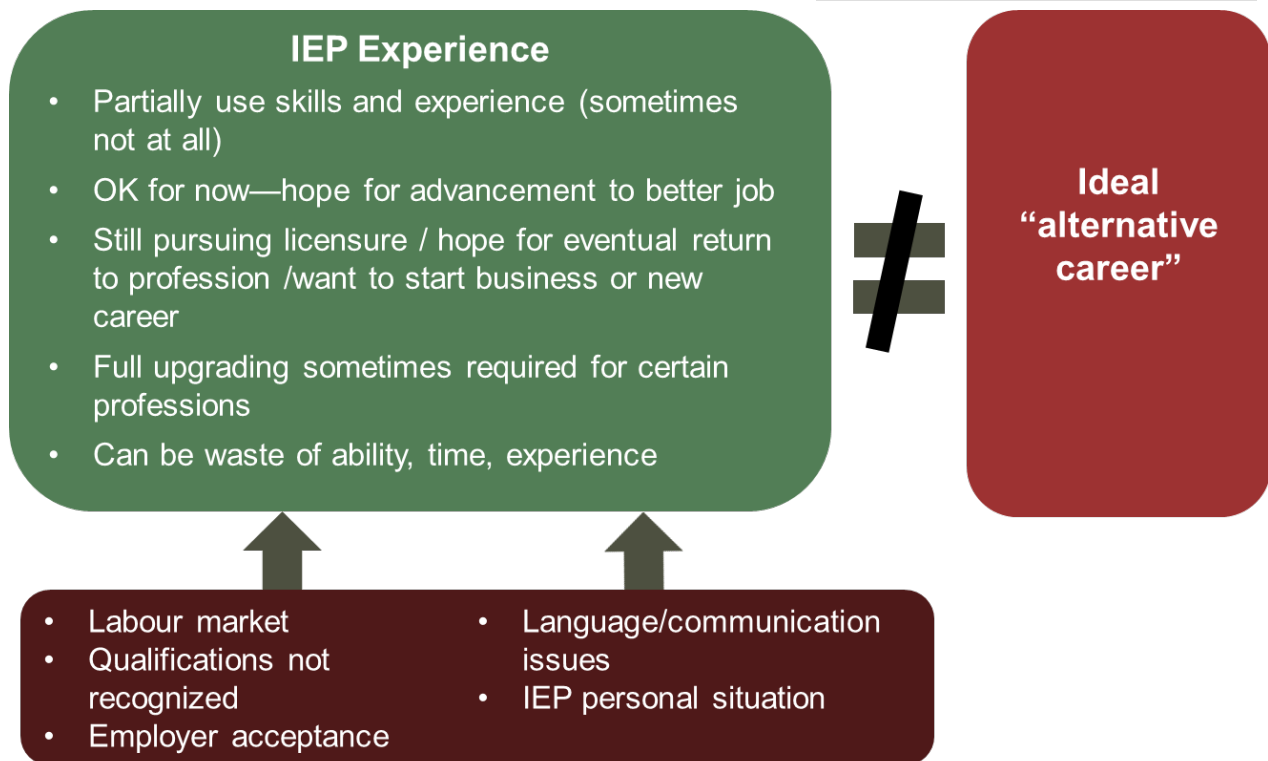 IEP Experience
• Partially use skills and experience (sometimes
not at all)
• OK for now—hope for advancement to better job
• Still pursuing licensure / hope for eventual return
to profession /want to start business or new
career
• Full upgrading sometimes required for certain
professions
• Can be waste of ability, time, experience
Ideal
“alternative
career”
• Labour market
• Qualifications not
recognized
• Employer acceptance
• Language/communication
issues
• IEP personal situation